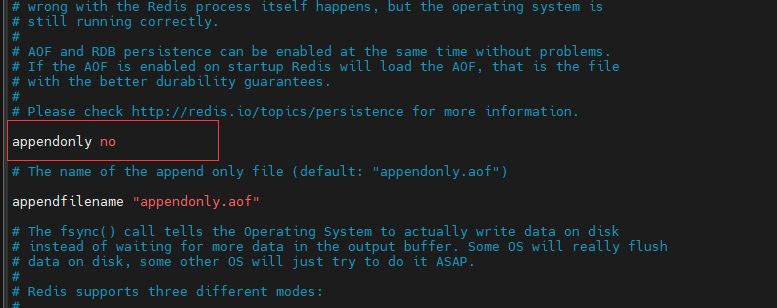 # wrong with the Redis process itself happens, but the operating system is
# still running correctly.
#
# AOF and RDB persistence can be enabled at the same time without problems.
# If the AOF is enabled on startup Redis will load the AOF, that is the file
# with the better durability guarantees.
#
# Please check http://redis.io/topics/persistence for more information.
appendonly no
# The name of the append only file (default: "appendonly.aof")
appendfilename "appendonly.aof"
# The fsync() call tells the Operating System to actually write data on disk
# instead of waiting for more data in the output buffer. Some OS will really flush
# data on disk, some other OS will just try to do it ASAP.
#
# Redis supports three different modes:
#